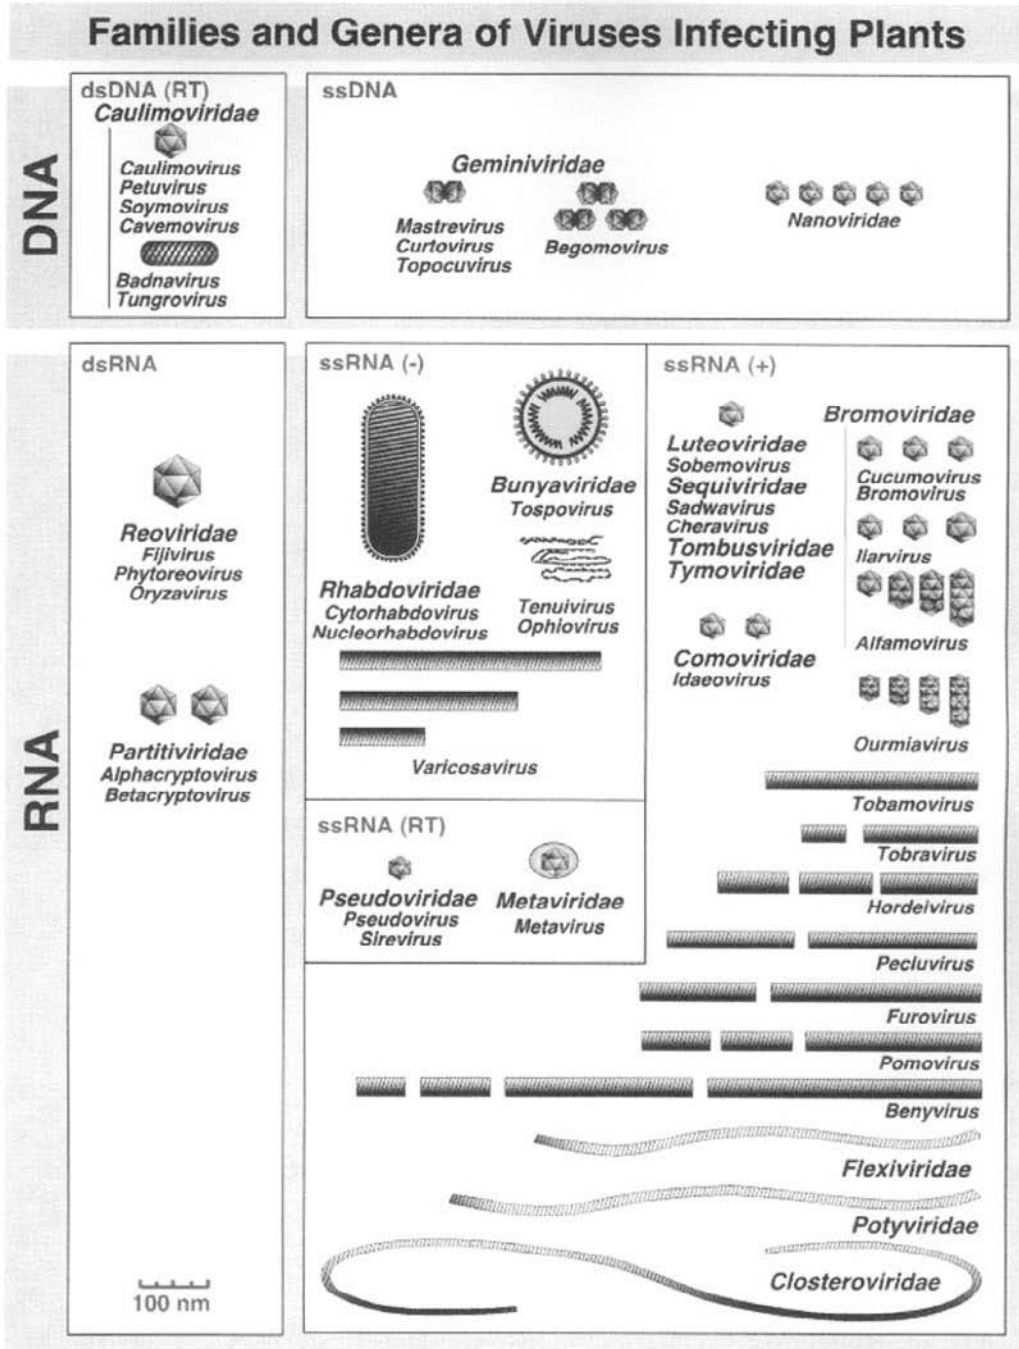 Families and Genera of Viruses Infecting Plants
DNA
dsDNA (RT)
Caulimoviridae
Caulimovirus
Petuvirus
Soymovirus
Cavemovirus
Badnavirus
Tungrovirus
ssDNA
Geminiviridae
Mastrevirus
Curtovirus
Topocuvirus
Begomovirus
Nanoviridae
RNA
dsRNA
Reoviridae
Fijivirus
Phytoreovirus
Oryzavirus
Partitiviridae
Alphacryptovirus
Betacryptovirus
100 nm
ssRNA (-)
Rhabdoviridae
Cytorhabdovirus
Nucleorhabdovirus
Bunyaviridae
Tospovirus
Tenuivirus
Ophiovirus
Varicosavirus
ssRNA (RT)
Pseudoviridae
Pseudovirus
Sirevirus
Metaviridae
Metavirus
ssRNA (+)
Luteoviridae
Sobemovirus
Sequiviridae
Sadwavirus
Cheravirus
Tombusviridae
Tymoviridae
Comoviridae
Idaeovirus
Bromoviridae
Cucumovirus
Bromovirus
Ilarvirus
Alfamovirus
Ourmiavirus
Tobamovirus
Tobravirus
Hordeivirus
Pecluvirus
Furovirus
Pomovirus
Benyvirus
Flexiviridae
Potyviridae
Closteroviridae